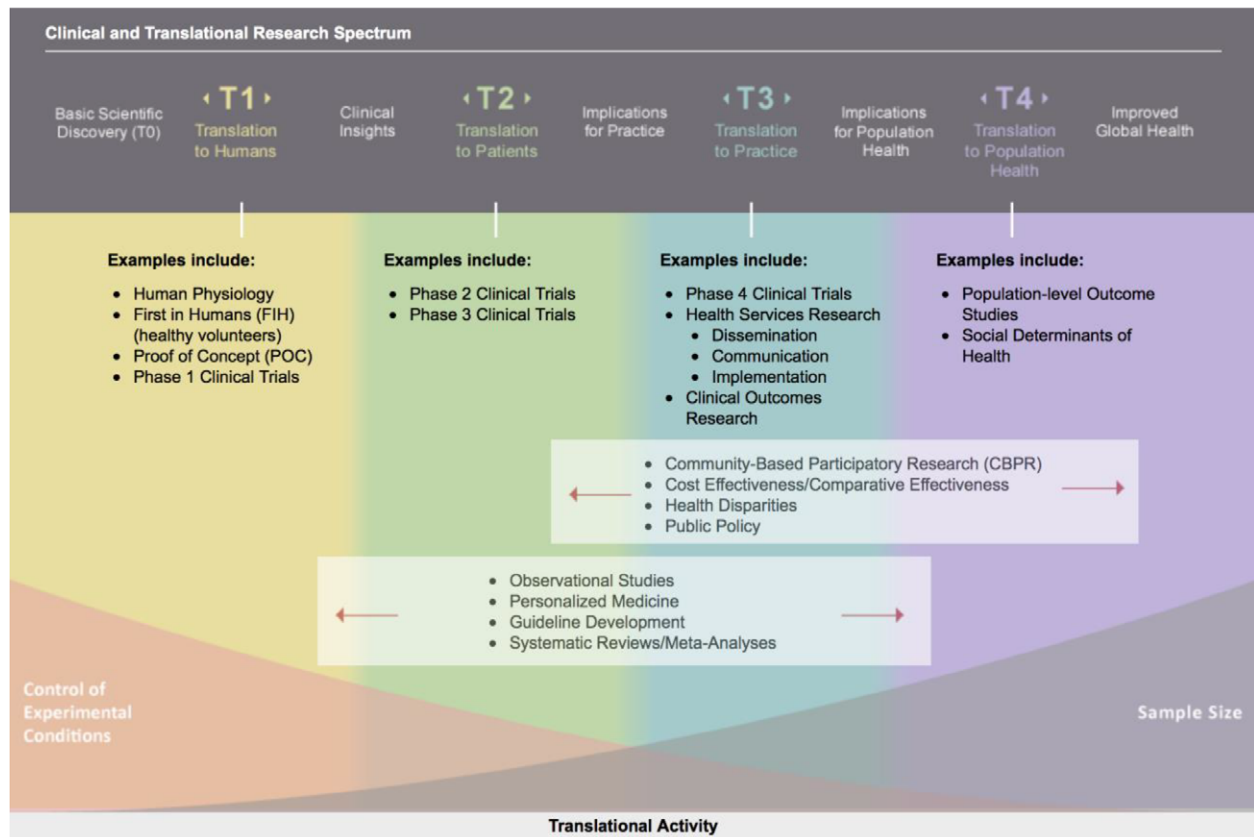 Clinical and Translational Research Spectrum
Basic Scientific
Discovery (T0)
T1
Translation
to Humans
Clinical
Insights
T2
Translation
to Patients
Implications
for Practice
T3
Translation
to Practice
Implications
for Population
Health
T4
Translation
to Population
Health
Improved
Global Health
Examples include:
• Human Physiology
• First in Humans (FIH)
(healthy volunteers)
• Proof of Concept (POC)
• Phase 1 Clinical Trials
Examples include:
• Phase 2 Clinical Trials
• Phase 3 Clinical Trials
Examples include:
• Phase 4 Clinical Trials
• Health Services Research
• Dissemination
• Communication
• Implementation
• Clinical Outcomes
Research
Examples include:
• Population-level Outcome
Studies
• Social Determinants of
Health
• Community-Based Participatory Research (CBPR)
• Cost Effectiveness/Comparative Effectiveness
• Health Disparities
• Public Policy
• Observational Studies
• Personalized Medicine
• Guideline Development
• Systematic Reviews/Meta-Analyses
Control of
Experimental
Conditions
Sample Size
Translational Activity